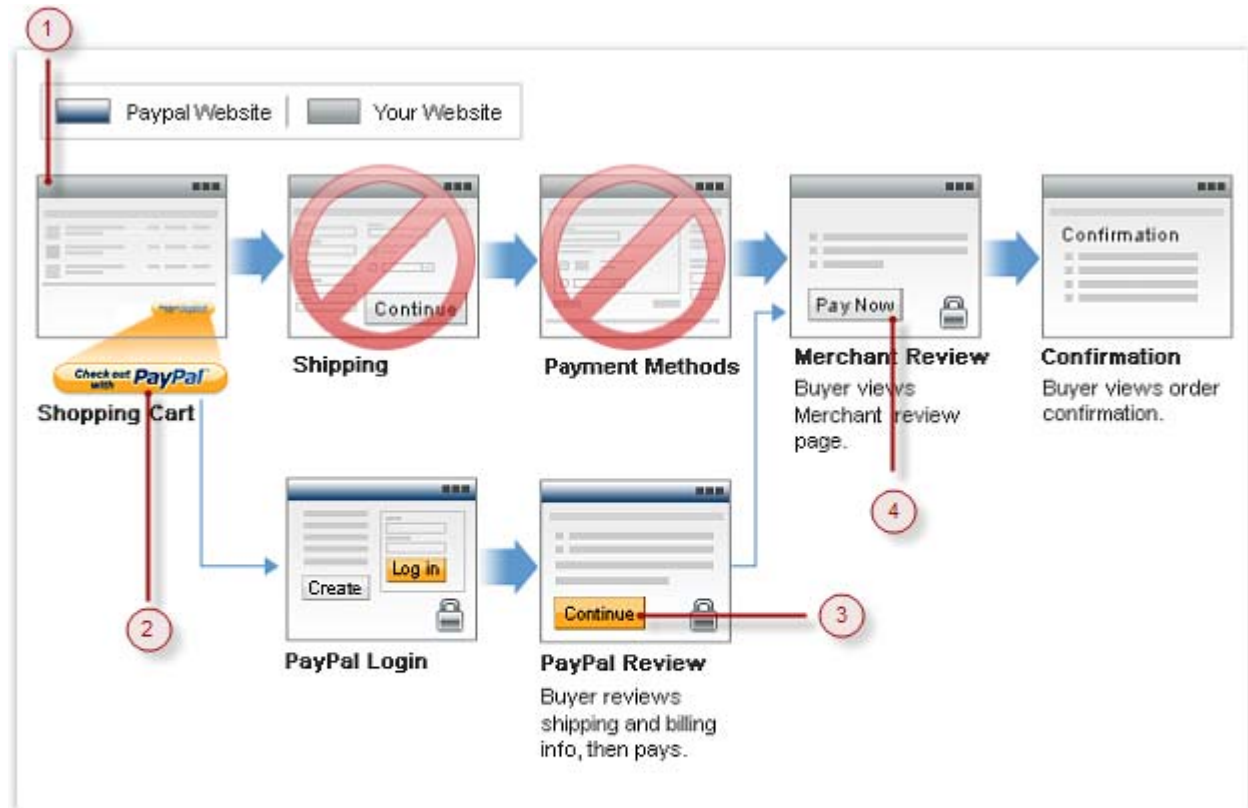 1
Paypal Website
Your Website
Continue
Pay Now
Confirmation
Check out
with PayPal
Shopping Cart
Shipping
Payment Methods
Merchant Review
Buyer views
Merchant review
page.
Confirmation
Buyer views order
confirmation.
4
Create
Log in
Continue
2
3
PayPal Login
PayPal Review
Buyer reviews
shipping and billing
info, then pays.